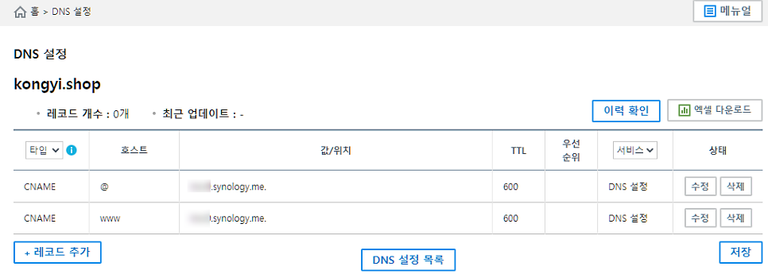 홈 > DNS 설정
메뉴얼
DNS 설정
kongyi.shop
• 레코드 개수 : 0개 • 최근 업데이트 : -
이력 확인 엑셀 다운로드
타입 호스트 값/위치 TTL 우선 순위 서비스 상태
CNAME @ .synology.me. 600 DNS 설정 수정 삭제
CNAME www .synology.me. 600 DNS 설정 수정 삭제
+ 레코드 추가 DNS 설정 목록 저장